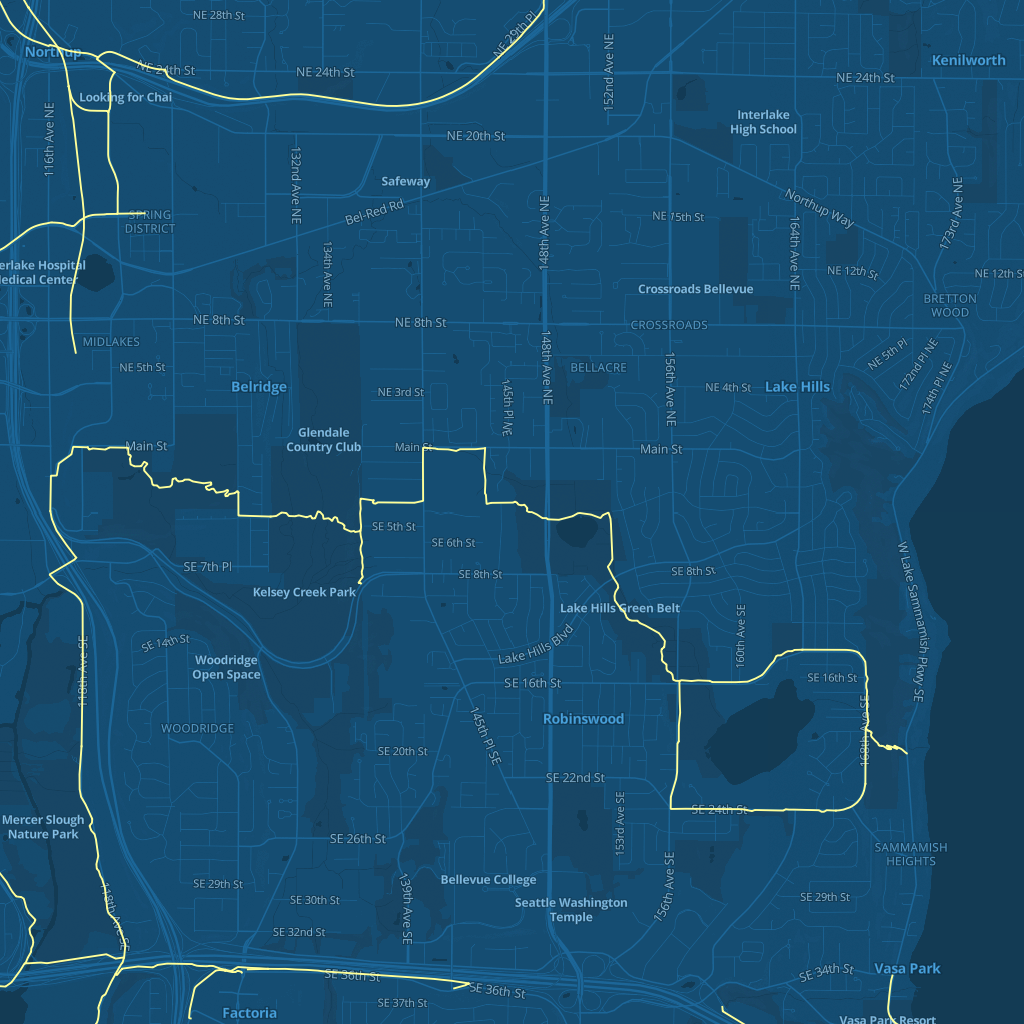 NE 28th St
NE 29th Pl
Northup
NE 24th St
NE 24th St
152nd Ave NE
Kenilworth
NE 24th St
Looking for Chai
116th Ave NE
Interlake
High School
NE 20th St
132nd Ave NE
Safeway
Bel-Red Rd
148th Ave NE
NE 15th St
Northup Way
164th Ave NE
173rd Ave NE
SPRING
DISTRICT
134th Ave NE
erlake Hospital
edical Center
NE 12th St
NE 12th St
Crossroads Bellevue
BRETTON
WOOD
NE 8th St
NE 8th St
CROSSROADS
MIDLAKES
148th Ave NE
156th Ave NE
NE 5th Pl
172nd Pl NE
174th Pl NE
NE 5th St
BELLACRE
Belridge
NE 3rd St
145th Pl NE
NE 4th St
Lake Hills
Glendale
Country Club
Main St
Main St
Main St
SE 5th St
SE 6th St
SE 7th Pl
SE 8th St
SE 8th St
W Lake Sammamish Pkwy SE
Kelsey Creek Park
Lake Hills Green Belt
160th Ave SE
SE 14th St
Lake Hills Blvd
118th Ave SE
Woodridge
Open Space
SE 16th St
SE 16th St
168th Ave SE
WOODRIDGE
145th Pl SE
Robinswood
SE 20th St
SE 22nd St
SE 24th St
153rd Ave SE
Mercer Slough
Nature Park
SE 26th St
SAMMAMISH
HEIGHTS
118th Ave SE
SE 29th St
139th Ave SE
Bellevue College
156th Ave SE
SE 29th St
SE 30th St
Seattle Washington
Temple
SE 32nd St
SE 36th St
SE 36th St
SE 34th St
Vasa Park
SE 37th St
Factoria
Vasa Park Resort